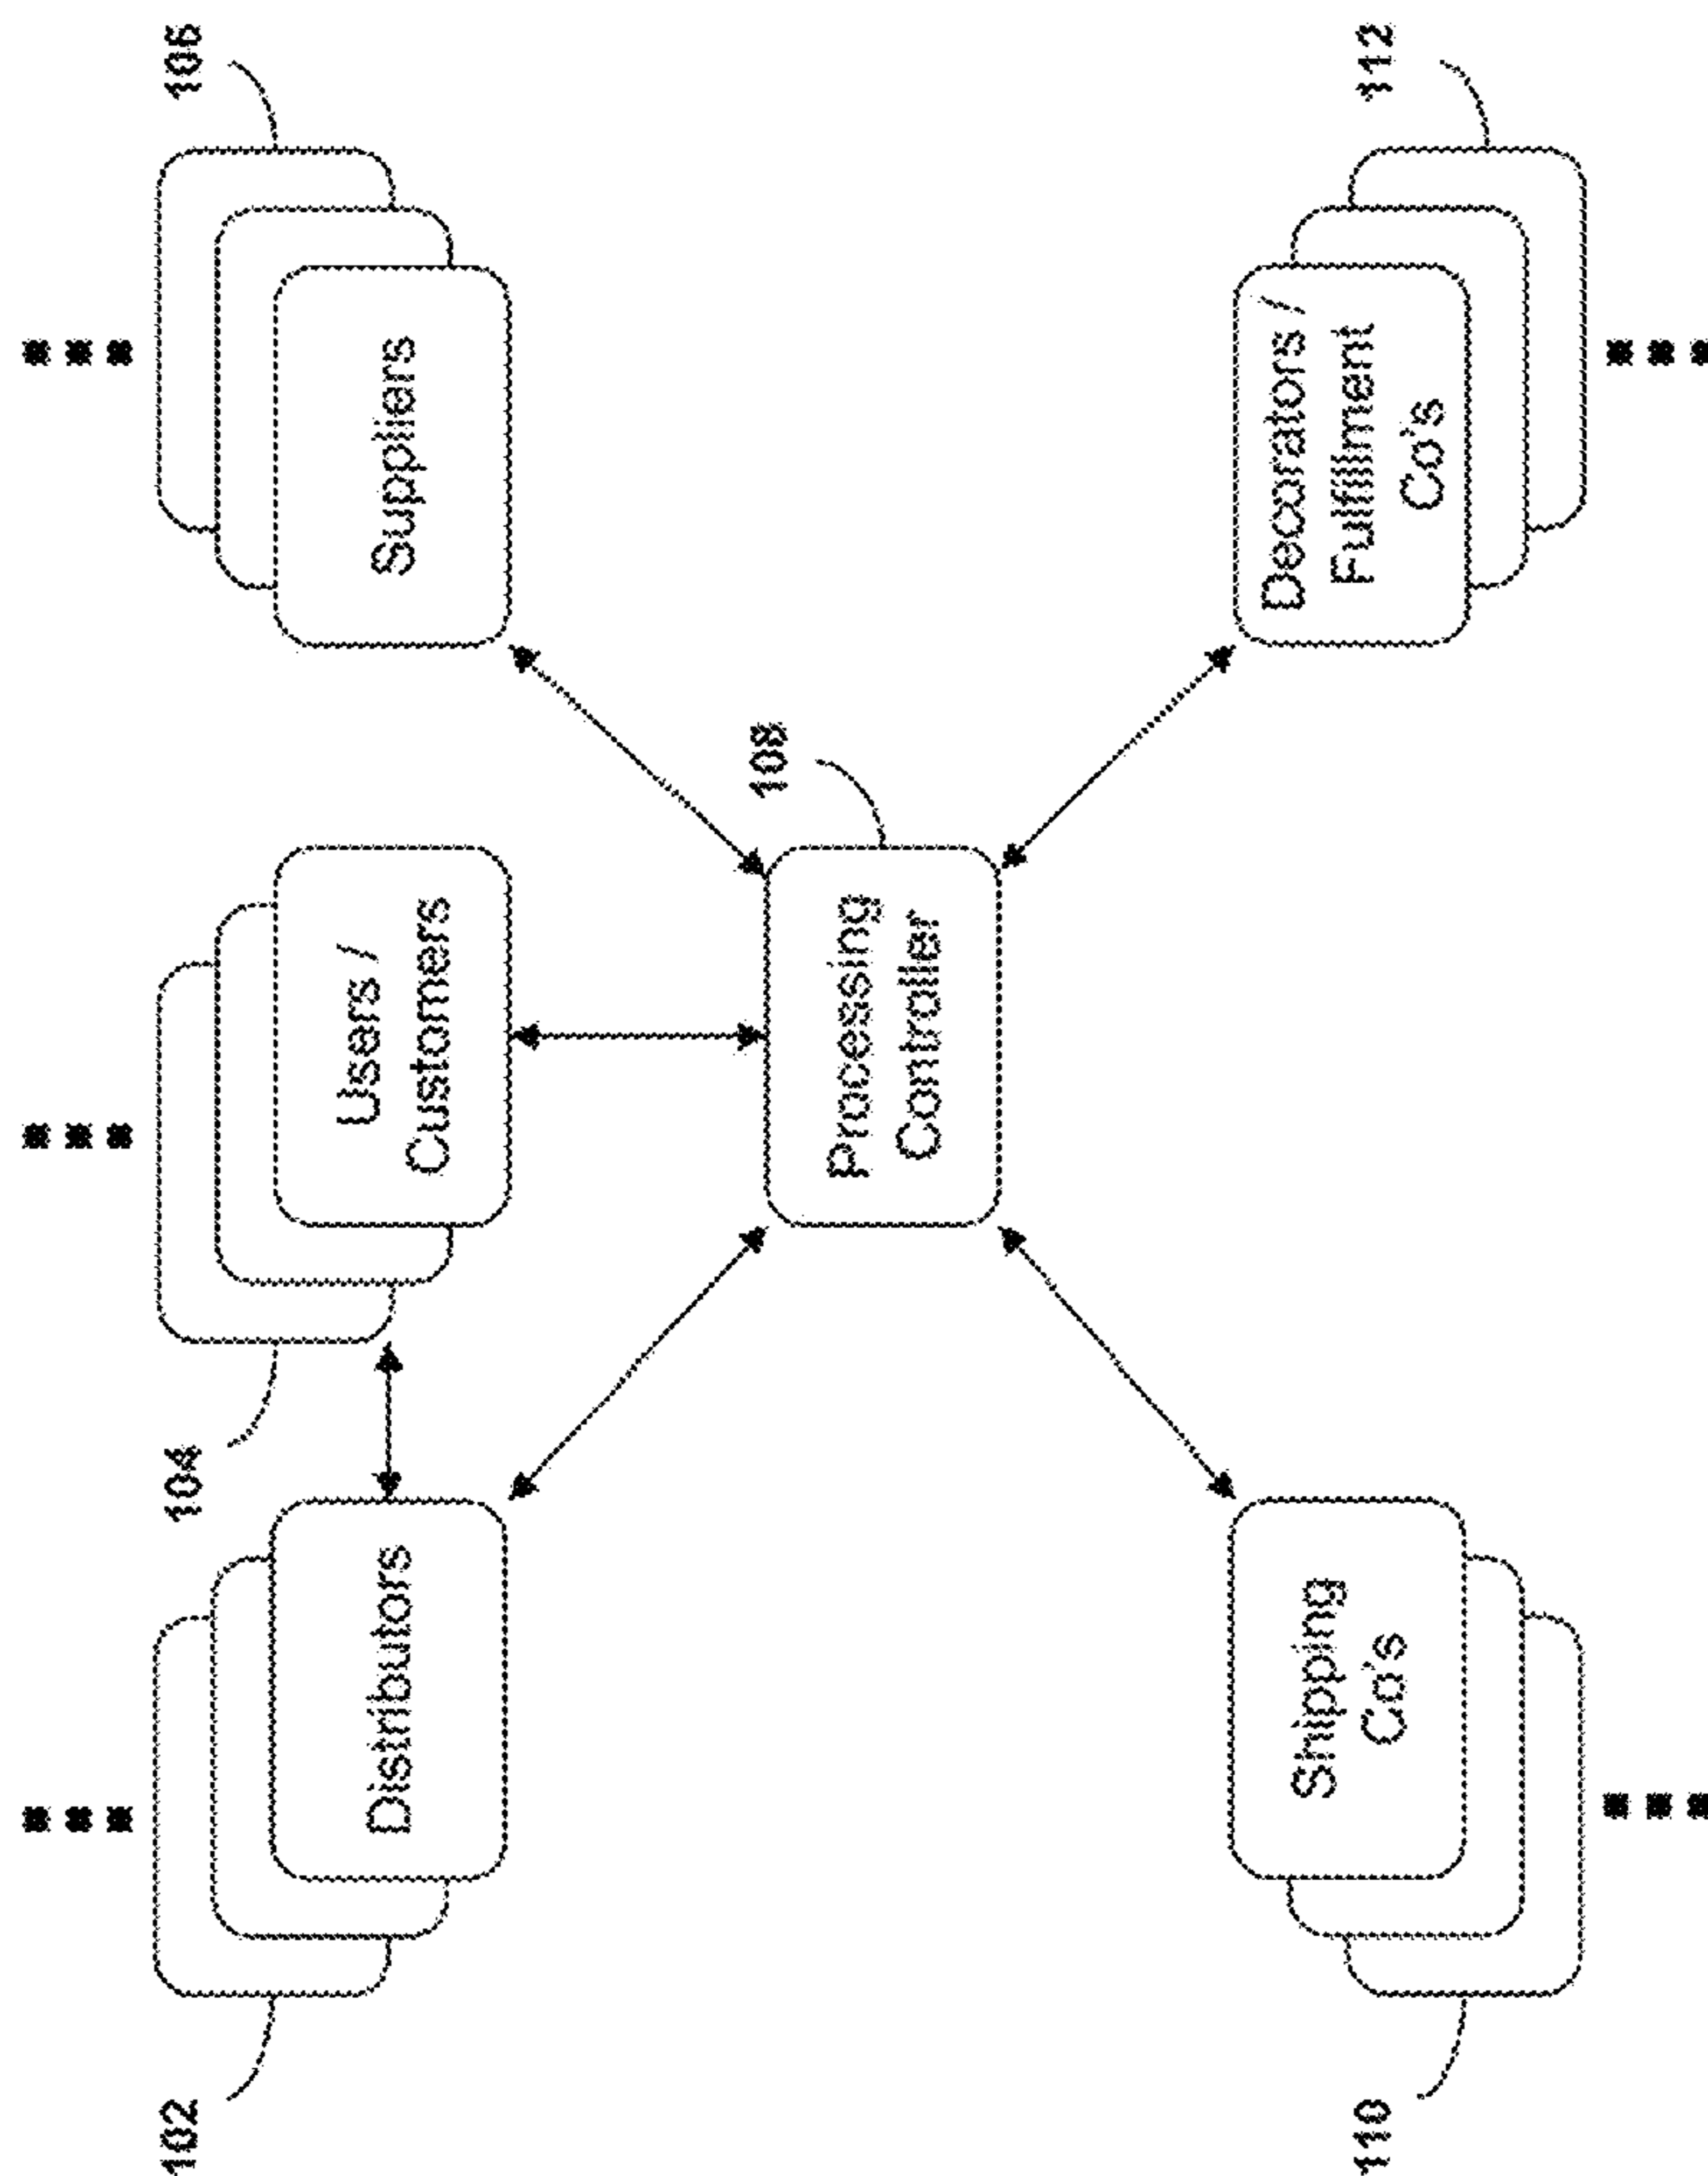 102
Distributors
104
Users /
Customers
106
Suppliers
108
Processing
Controller
110
Shipping
Co's
112
Decorators /
Fulfillment
Co's